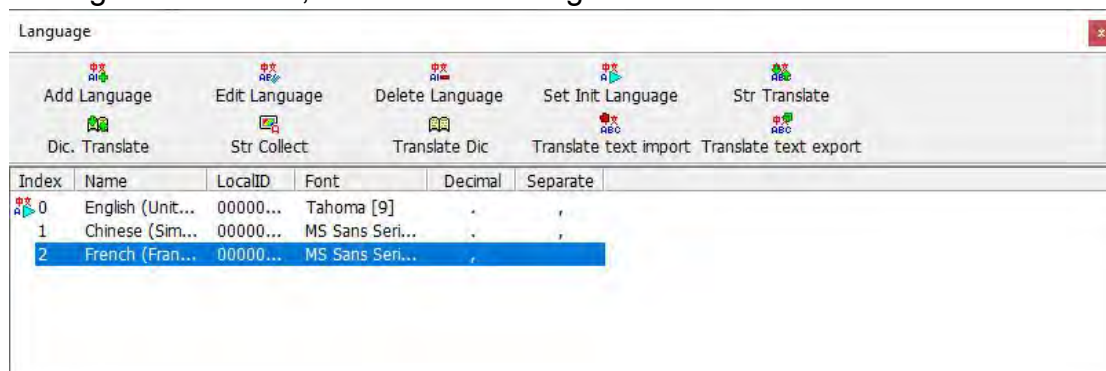 Language
Add Language Edit Language Delete Language Set Init Language Str Translate
Dic. Translate Str Collect Translate Dic Translate text import Translate text export
Index Name LocalID Font Decimal Separate
0 English (Unit... 00000... Tahoma [9] . ,
1 Chinese (Sim... 00000... MS Sans Seri... . ,
2 French (Fran... 00000... MS Sans Seri... ,